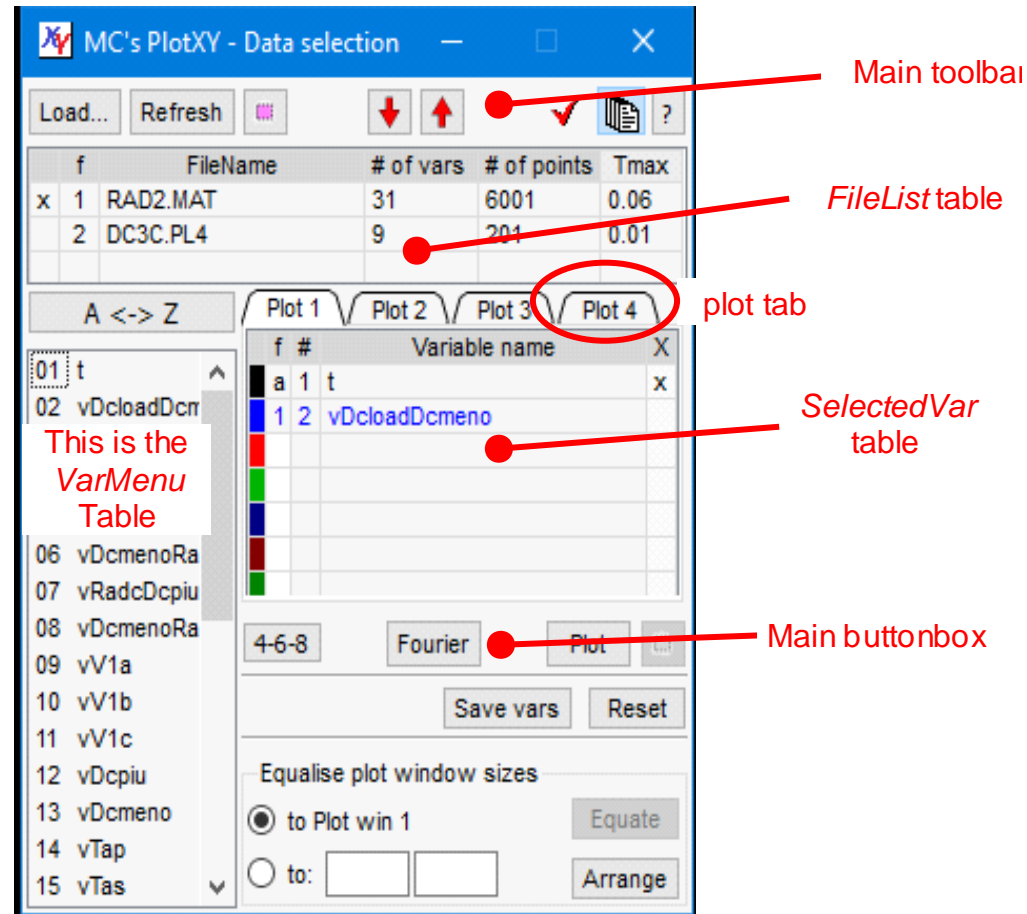 MC's PlotXY - Data selection
Main toolbar
Load... Refresh ?
f FileName # of vars # of points Tmax
x 1 RAD2.MAT 31 6001 0.06
FileList table
2 DC3C.PL4 9 201 0.01
A <-> Z
Plot 1 Plot 2 Plot 3 Plot 4
plot tab
f # Variable name X
01 t
a 1 t x
02 vDcloadDcm
1 2 vDcloadDcmeno
SelectedVar
table
This is the
VarMenu
Table
06 vDcmenoRa
07 vRadcDcpiu
08 vDcmenoRa
09 vV1a
10 vV1b
11 vV1c
12 vDcpiu
13 vDcmeno
14 vTap
15 vTas
4-6-8 Fourier Plot
Main buttonbox
Save vars Reset
Equalise plot window sizes
to Plot win 1 Equate
to: Arrange